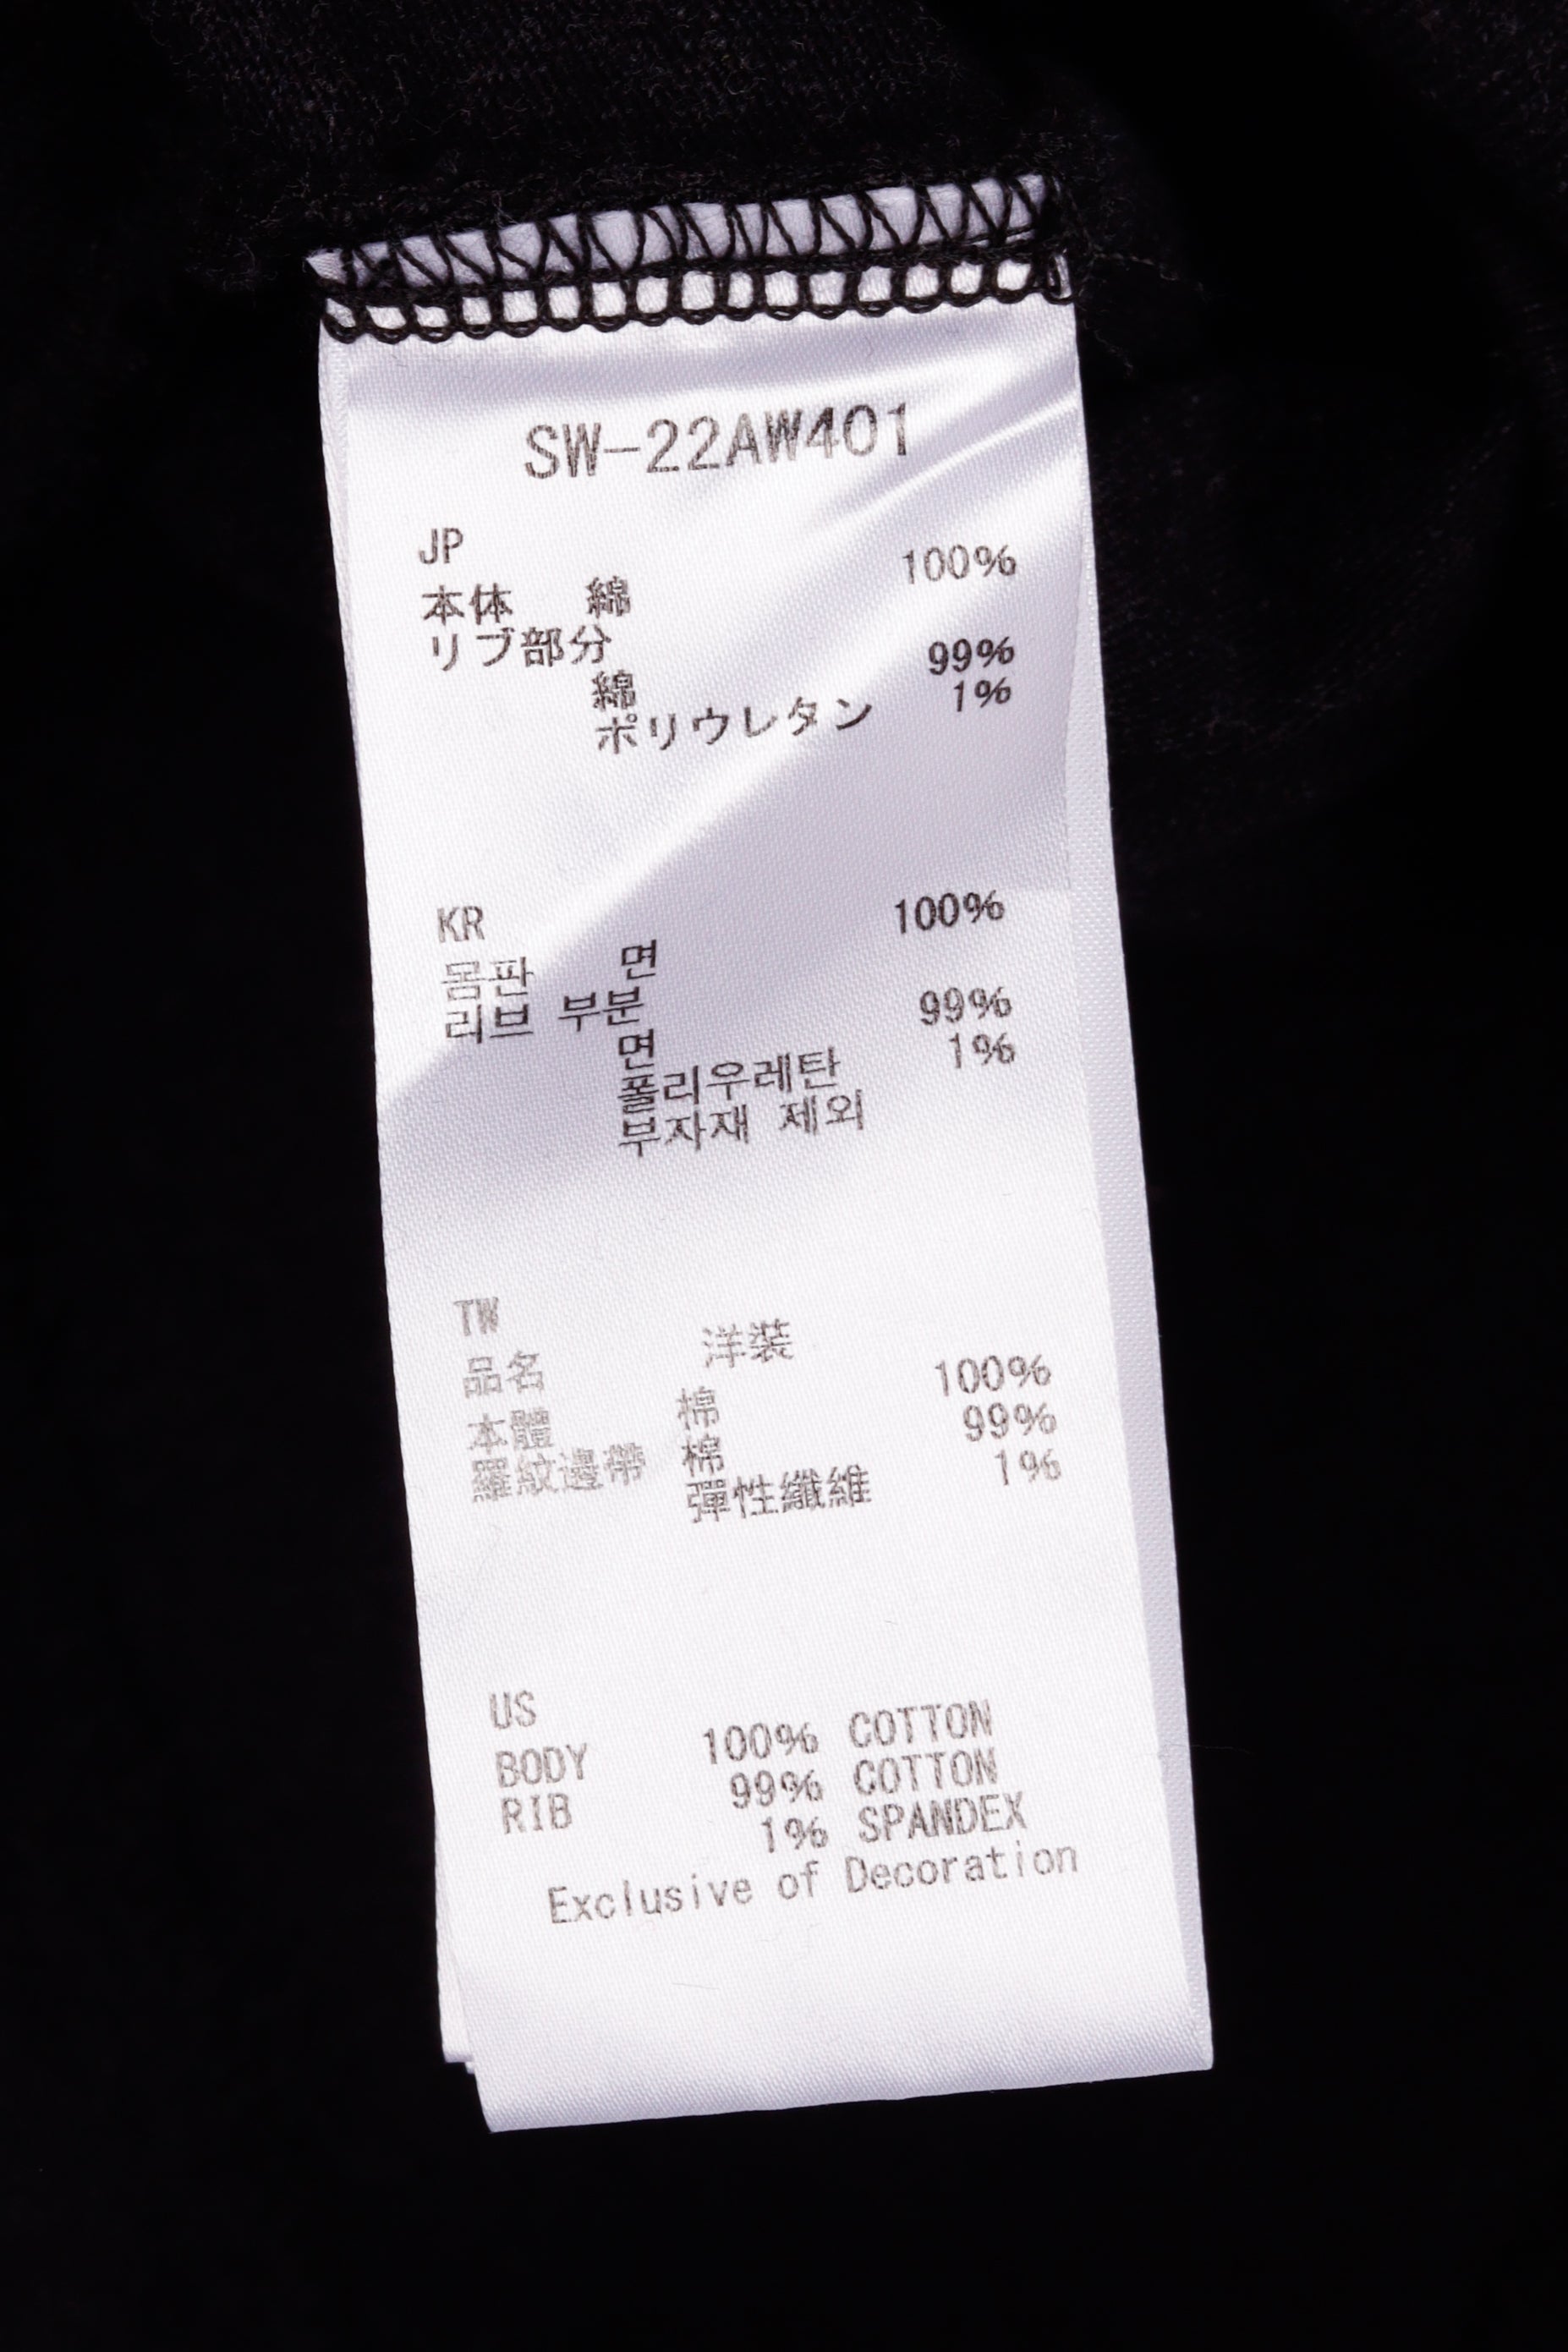 SW-22AW401
JP
本体 綿 100%
リブ部分
綿 99%
ポリウレタン 1%
KR
몸판 면 100%
리브 부분
면 99%
폴리우레탄 1%
부자재 제외
TW
品名 洋裝
本體 棉 100%
羅紋邊帶 棉 99%
彈性纖維 1%
US
BODY 100% COTTON
RIB 99% COTTON
1% SPANDEX
Exclusive of Decoration